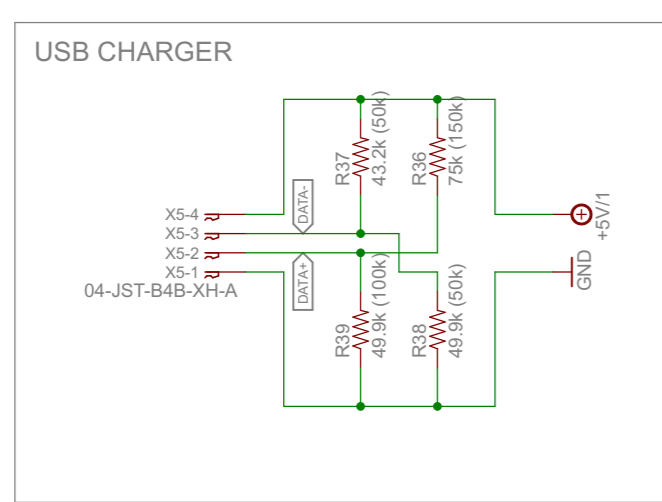 USB CHARGER
R37
43.2k (50k)
R36
75k (150k)
X5-4
X5-3
X5-2
X5-1
04-JST-B4B-XH-A
DATA-
DATA+
+5V/1
GND
R39
49.9k (100k)
R38
49.9k (50k)